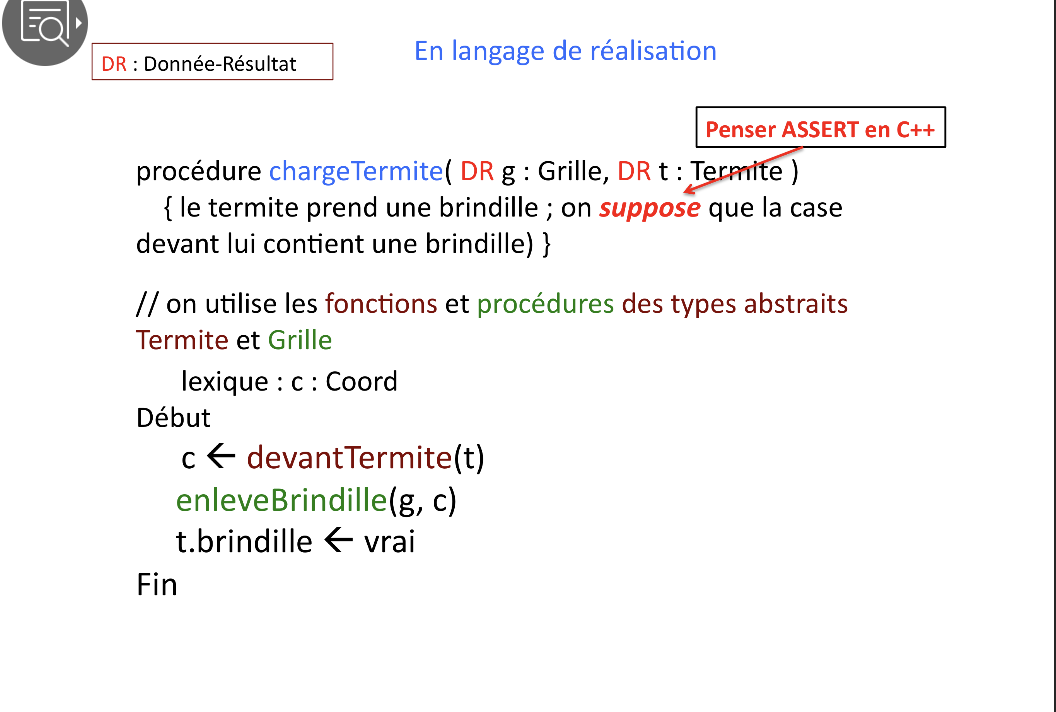 En langage de réalisation
DR : Donnée-Résultat
Penser ASSERT en C++
procédure chargeTermite( DR g : Grille, DR t : Termite )
{ le termite prend une brindille ; on suppose que la case
devant lui contient une brindille) }
// on utilise les fonctions et procédures des types abstraits
Termite et Grille
lexique : c : Coord
Début
c ← devantTermite(t)
enleveBrindille(g, c)
t.brindille ← vrai
Fin